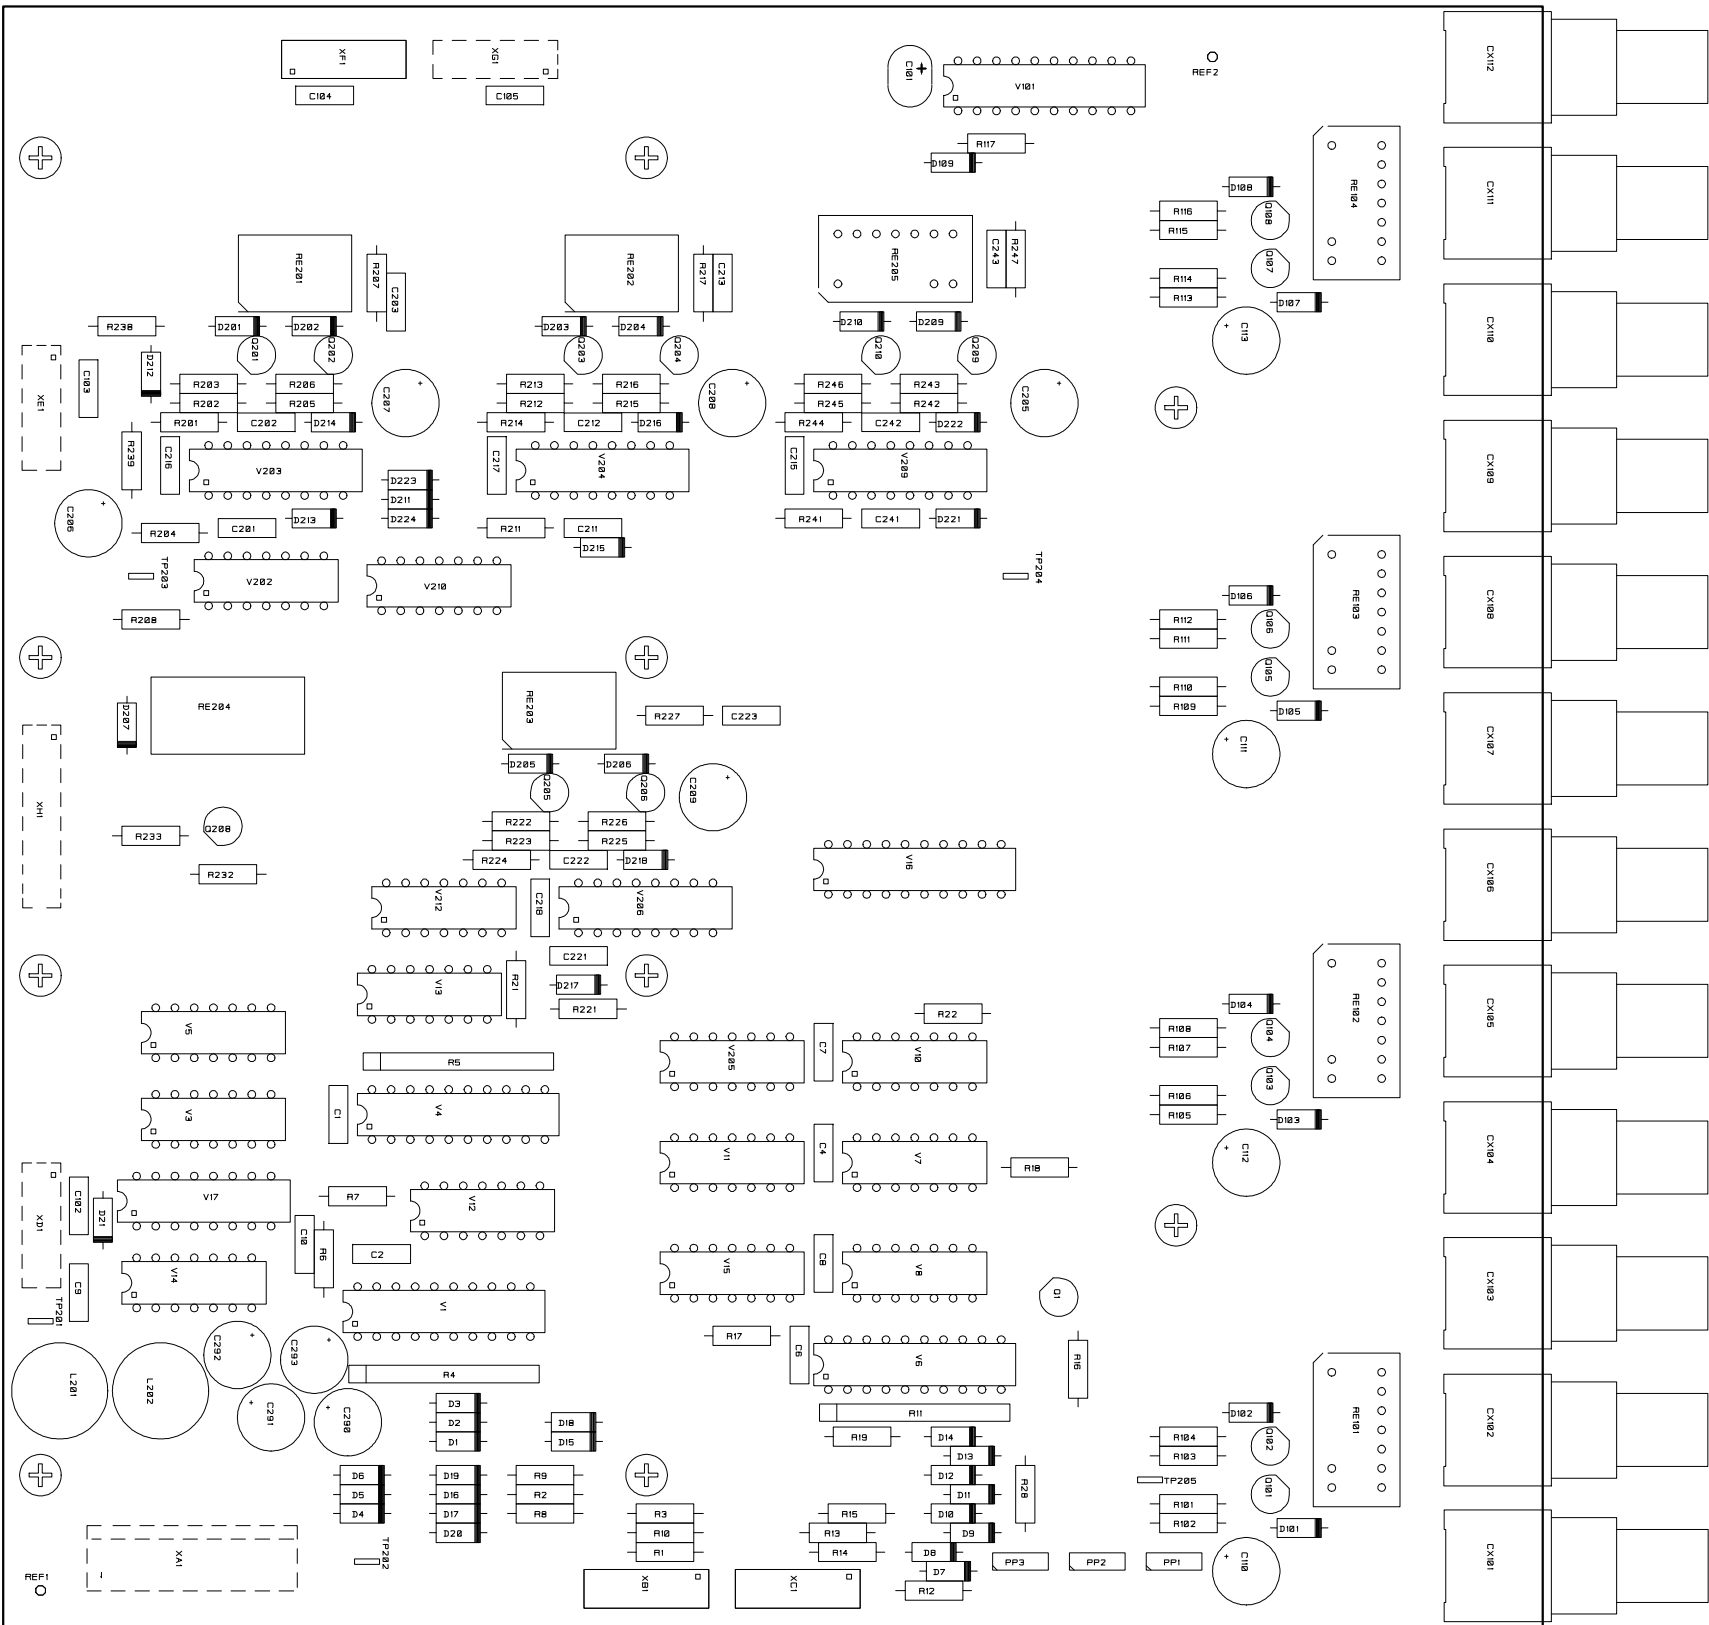 XF1
XG1
C104
C105
C101
V101
REF2
CX112
R117
D109
D108
RE104
CX111
R116
Q108
R115
RE201
R207
C203
RE202
R217
C213
RE205
C243
R247
Q107
R114
R113
D107
CX110
R238
D201
D202
D203
D204
D210
D209
C113
XE1
C103
D212
Q201
Q202
Q203
Q204
Q210
Q209
R203
R206
C207
R213
R216
C208
R246
R243
C205
R202
R205
R212
R215
R245
R242
R201
C202
D214
R214
C212
D216
R244
C242
D222
R239
C216
V203
C217
V204
C215
V209
CX109
D223
D211
D224
C206
R204
C201
D213
R211
C211
D215
R241
C241
D221
TP203
V202
V210
TP204
CX108
D106
RE103
R208
R112
Q106
R111
Q105
R110
R109
D105
D207
RE204
RE203
R227
C223
C111
CX107
XH1
D205
D206
Q205
Q206
C209
R233
Q208
R222
R226
R223
R225
R224
C222
D218
V16
CX106
R232
V212
C218
V206
C221
V13
R21
D217
R221
R22
D104
RE102
CX105
V5
R5
V205
C7
V10
R108
Q104
R107
Q103
R106
R105
D103
V3
C1
V4
V11
C4
V7
R18
C112
CX104
XD1
C102
D21
V17
R7
V12
C10
R6
C2
C9
V14
V15
C8
V8
Q1
CX103
TP201
V1
R17
C6
V6
R16
L201
L202
C292
C293
R4
C291
C290
D3
D2
D1
D18
D15
R11
R19
D14
D13
D12
D11
D10
D9
D8
D7
R28
D102
RE101
CX102
R104
Q102
R103
TP205
Q101
R101
R102
D101
D6
D5
D4
D19
D16
D17
D20
R9
R2
R8
R3
R10
R1
R15
R13
R14
R12
PP3
PP2
PP1
C110
CX101
XA1
TP202
XB1
XC1
REF1